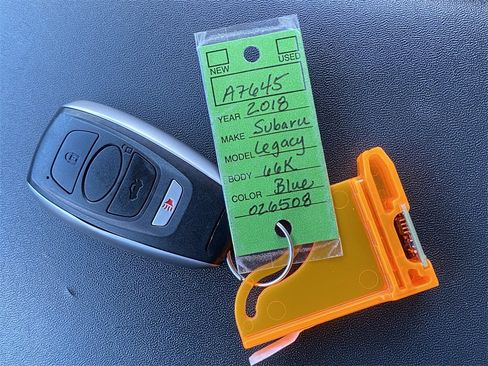 NEW USED
A7645
YEAR 2018
MAKE Subaru
MODEL Legacy
BODY 66K
COLOR Blue
026508